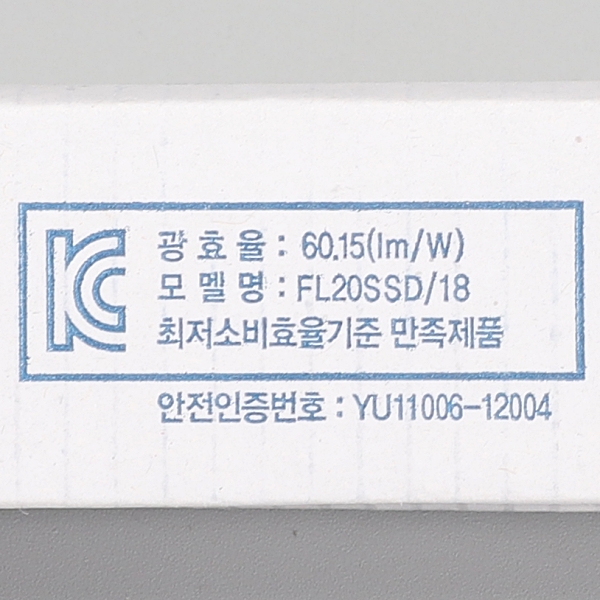 KC
광효율 : 60.15(lm/W)
모델명 : FL20SSD/18
최저소비효율기준 만족제품
안전인증번호 : YU11006-12004